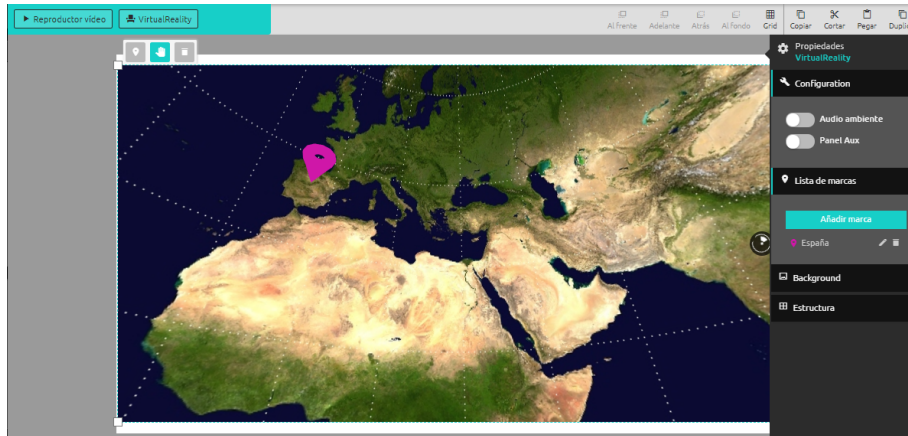 Reproductor vídeo
VirtualReality
Al frente
Adelante
Atrás
Al fondo
Grid
Copiar
Cortar
Pegar
Propiedades
VirtualReality
Configuration
Audio ambiente
Panel Aux
Lista de marcas
Añadir marca
España
Background
Estructura